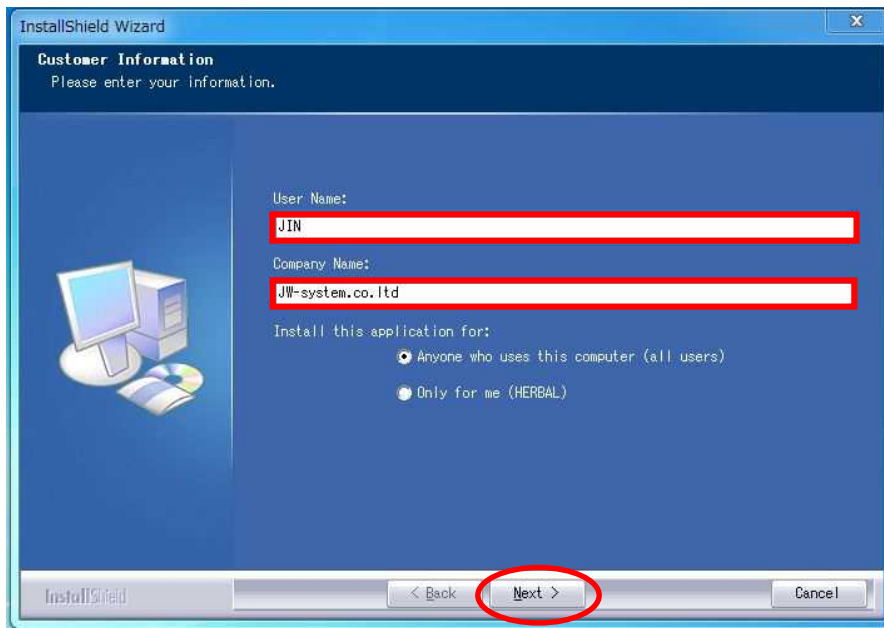 InstallShield Wizard
Customer Information
Please enter your information.
User Name:
JIN
Company Name:
JW-system.co.ltd
Install this application for:
Anyone who uses this computer (all users)
Only for me (HERBAL)
InstallShield
< Back
Next >
Cancel